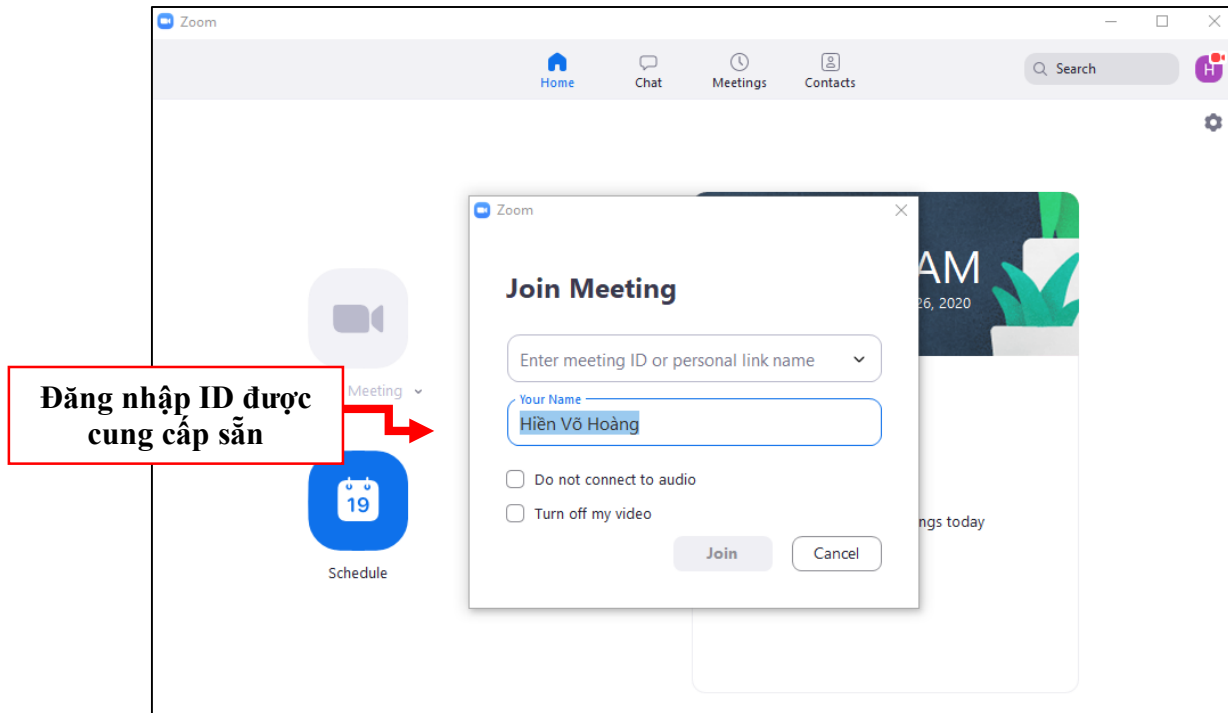 Zoom
Home
Chat
Meetings
Contacts
Search
H
Zoom
AM
26, 2020
Join Meeting
Enter meeting ID or personal link name
Meeting
Your Name
Hiền Võ Hoàng
Đăng nhập ID được
cung cấp sẵn
Do not connect to audio
Turn off my video
19
ngs today
Join
Cancel
Schedule